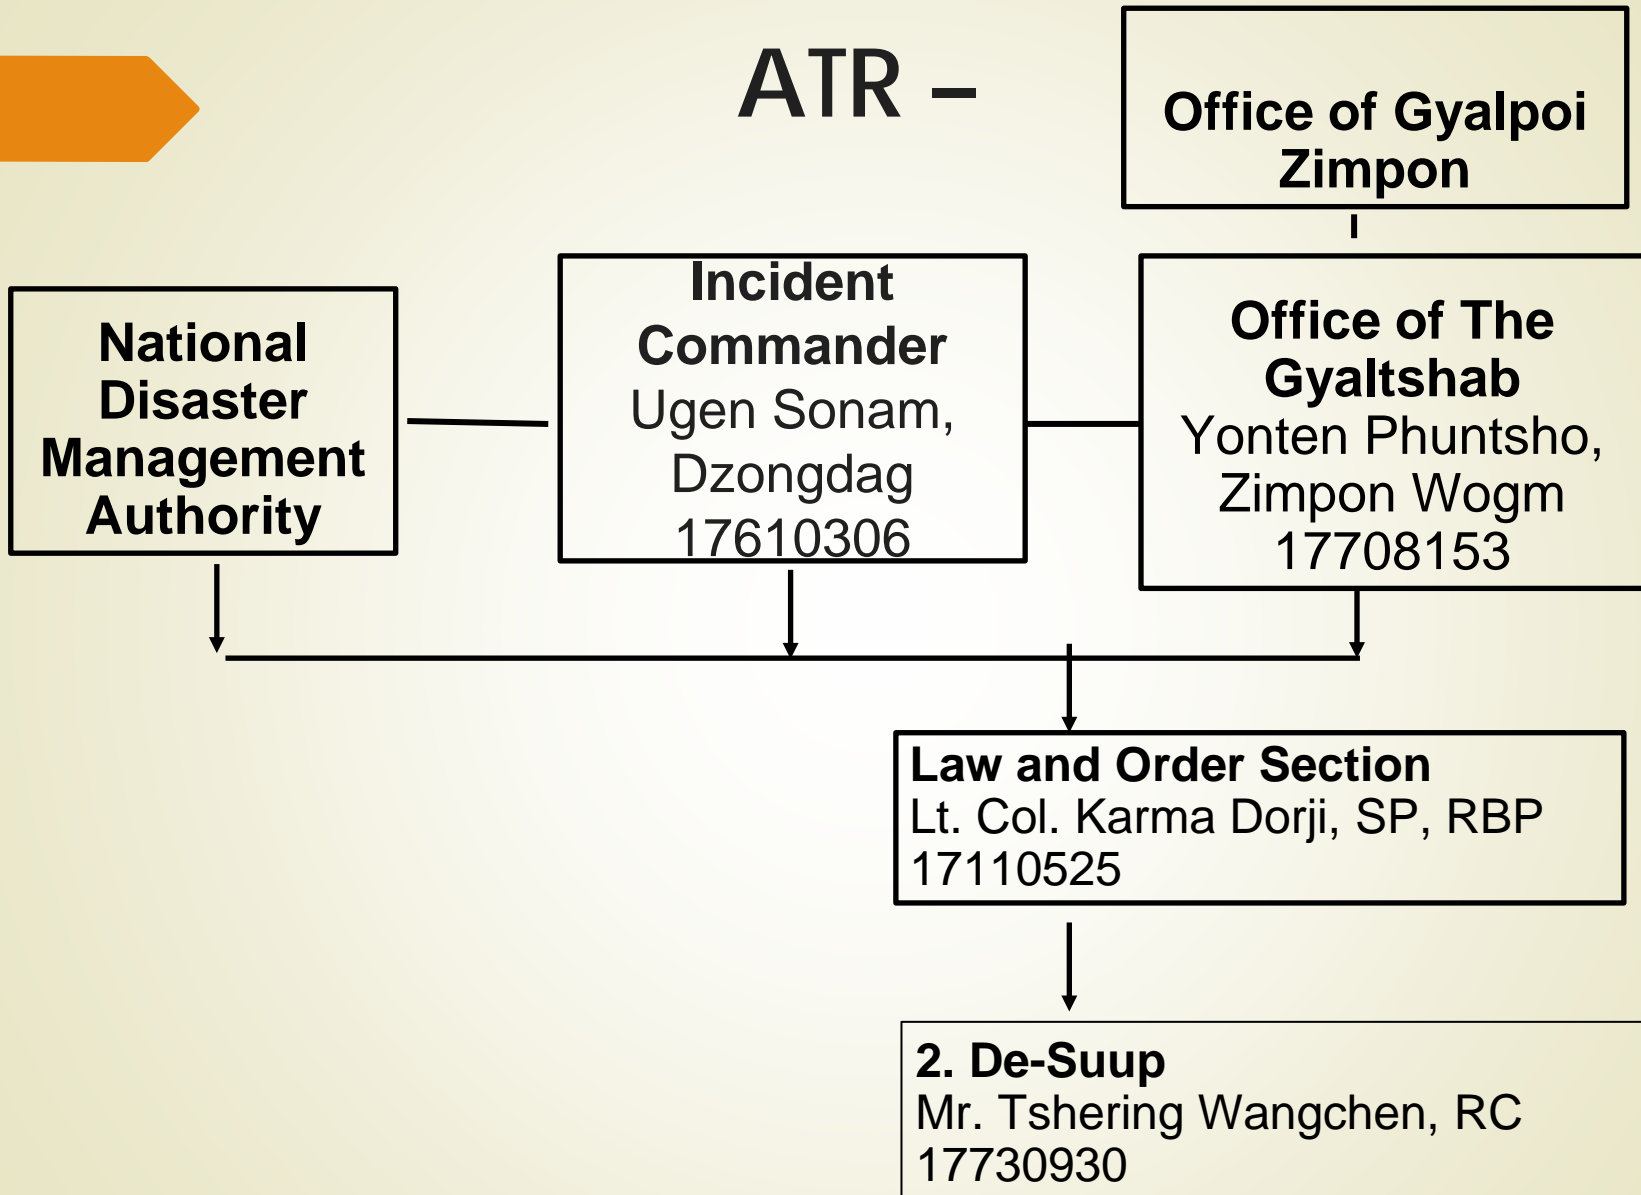 ATR –
Office of Gyalpoi
Zimpon
National
Disaster
Management
Authority
Incident
Commander
Ugen Sonam,
Dzongdag
17610306
Office of The
Gyaltshab
Yonten Phuntsho,
Zimpon Wogm
17708153
Law and Order Section
Lt. Col. Karma Dorji, SP, RBP
17110525
2. De-Suup
Mr. Tshering Wangchen, RC
17730930